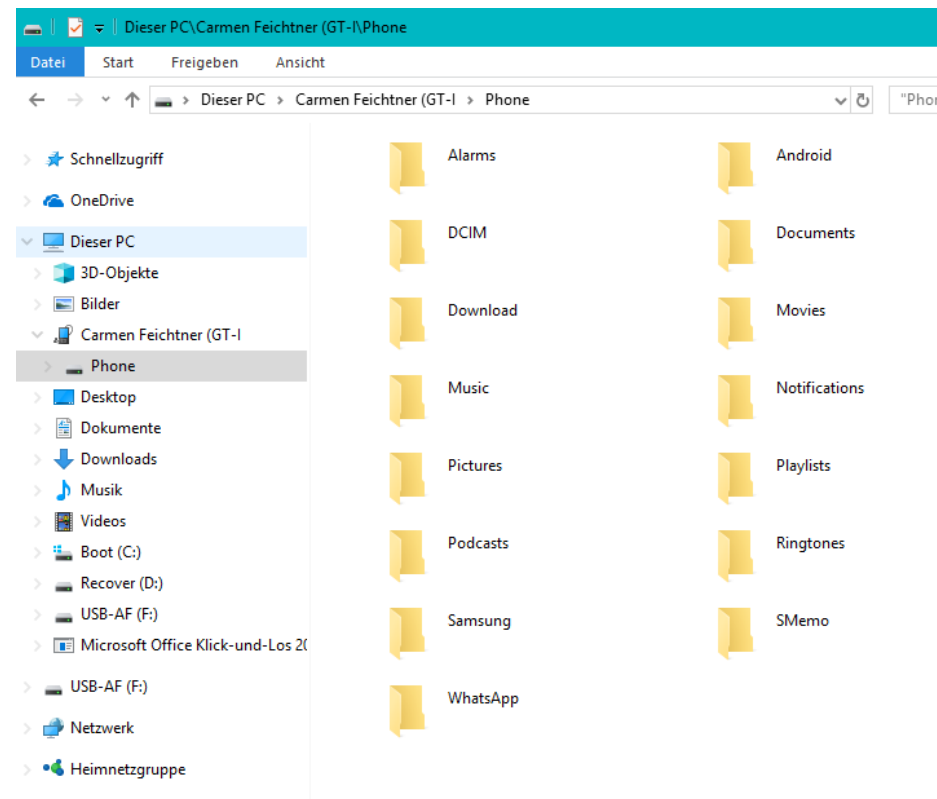 Dieser PC\Carmen Feichtner (GT-I\Phone
Datei Start Freigeben Ansicht
Dieser PC > Carmen Feichtner (GT-I > Phone
Schnellzugriff
OneDrive
Dieser PC
3D-Objekte
Bilder
Carmen Feichtner (GT-I
Phone
Desktop
Dokumente
Downloads
Musik
Videos
Boot (C:)
Recover (D:)
USB-AF (F:)
Microsoft Office Klick-und-Los
USB-AF (F:)
Netzwerk
Heimnetzgruppe
Alarms Android
DCIM Documents
Download Movies
Music Notifications
Pictures Playlists
Podcasts Ringtones
Samsung SMemo
WhatsApp